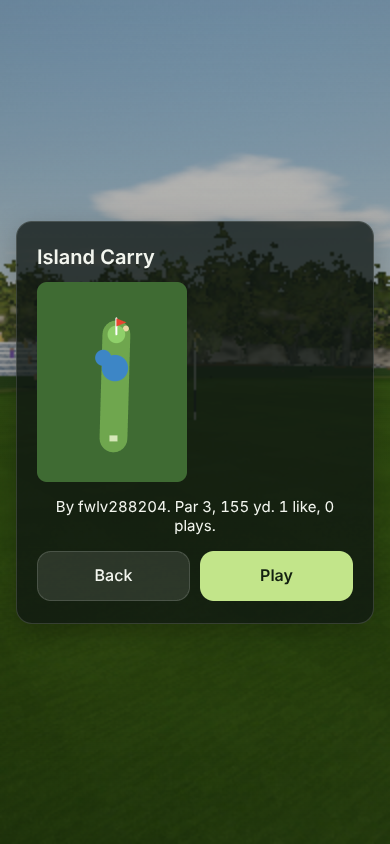 Island Carry
By fwlv288204. Par 3, 155 yd. 1 like, 0
plays.
Back
Play